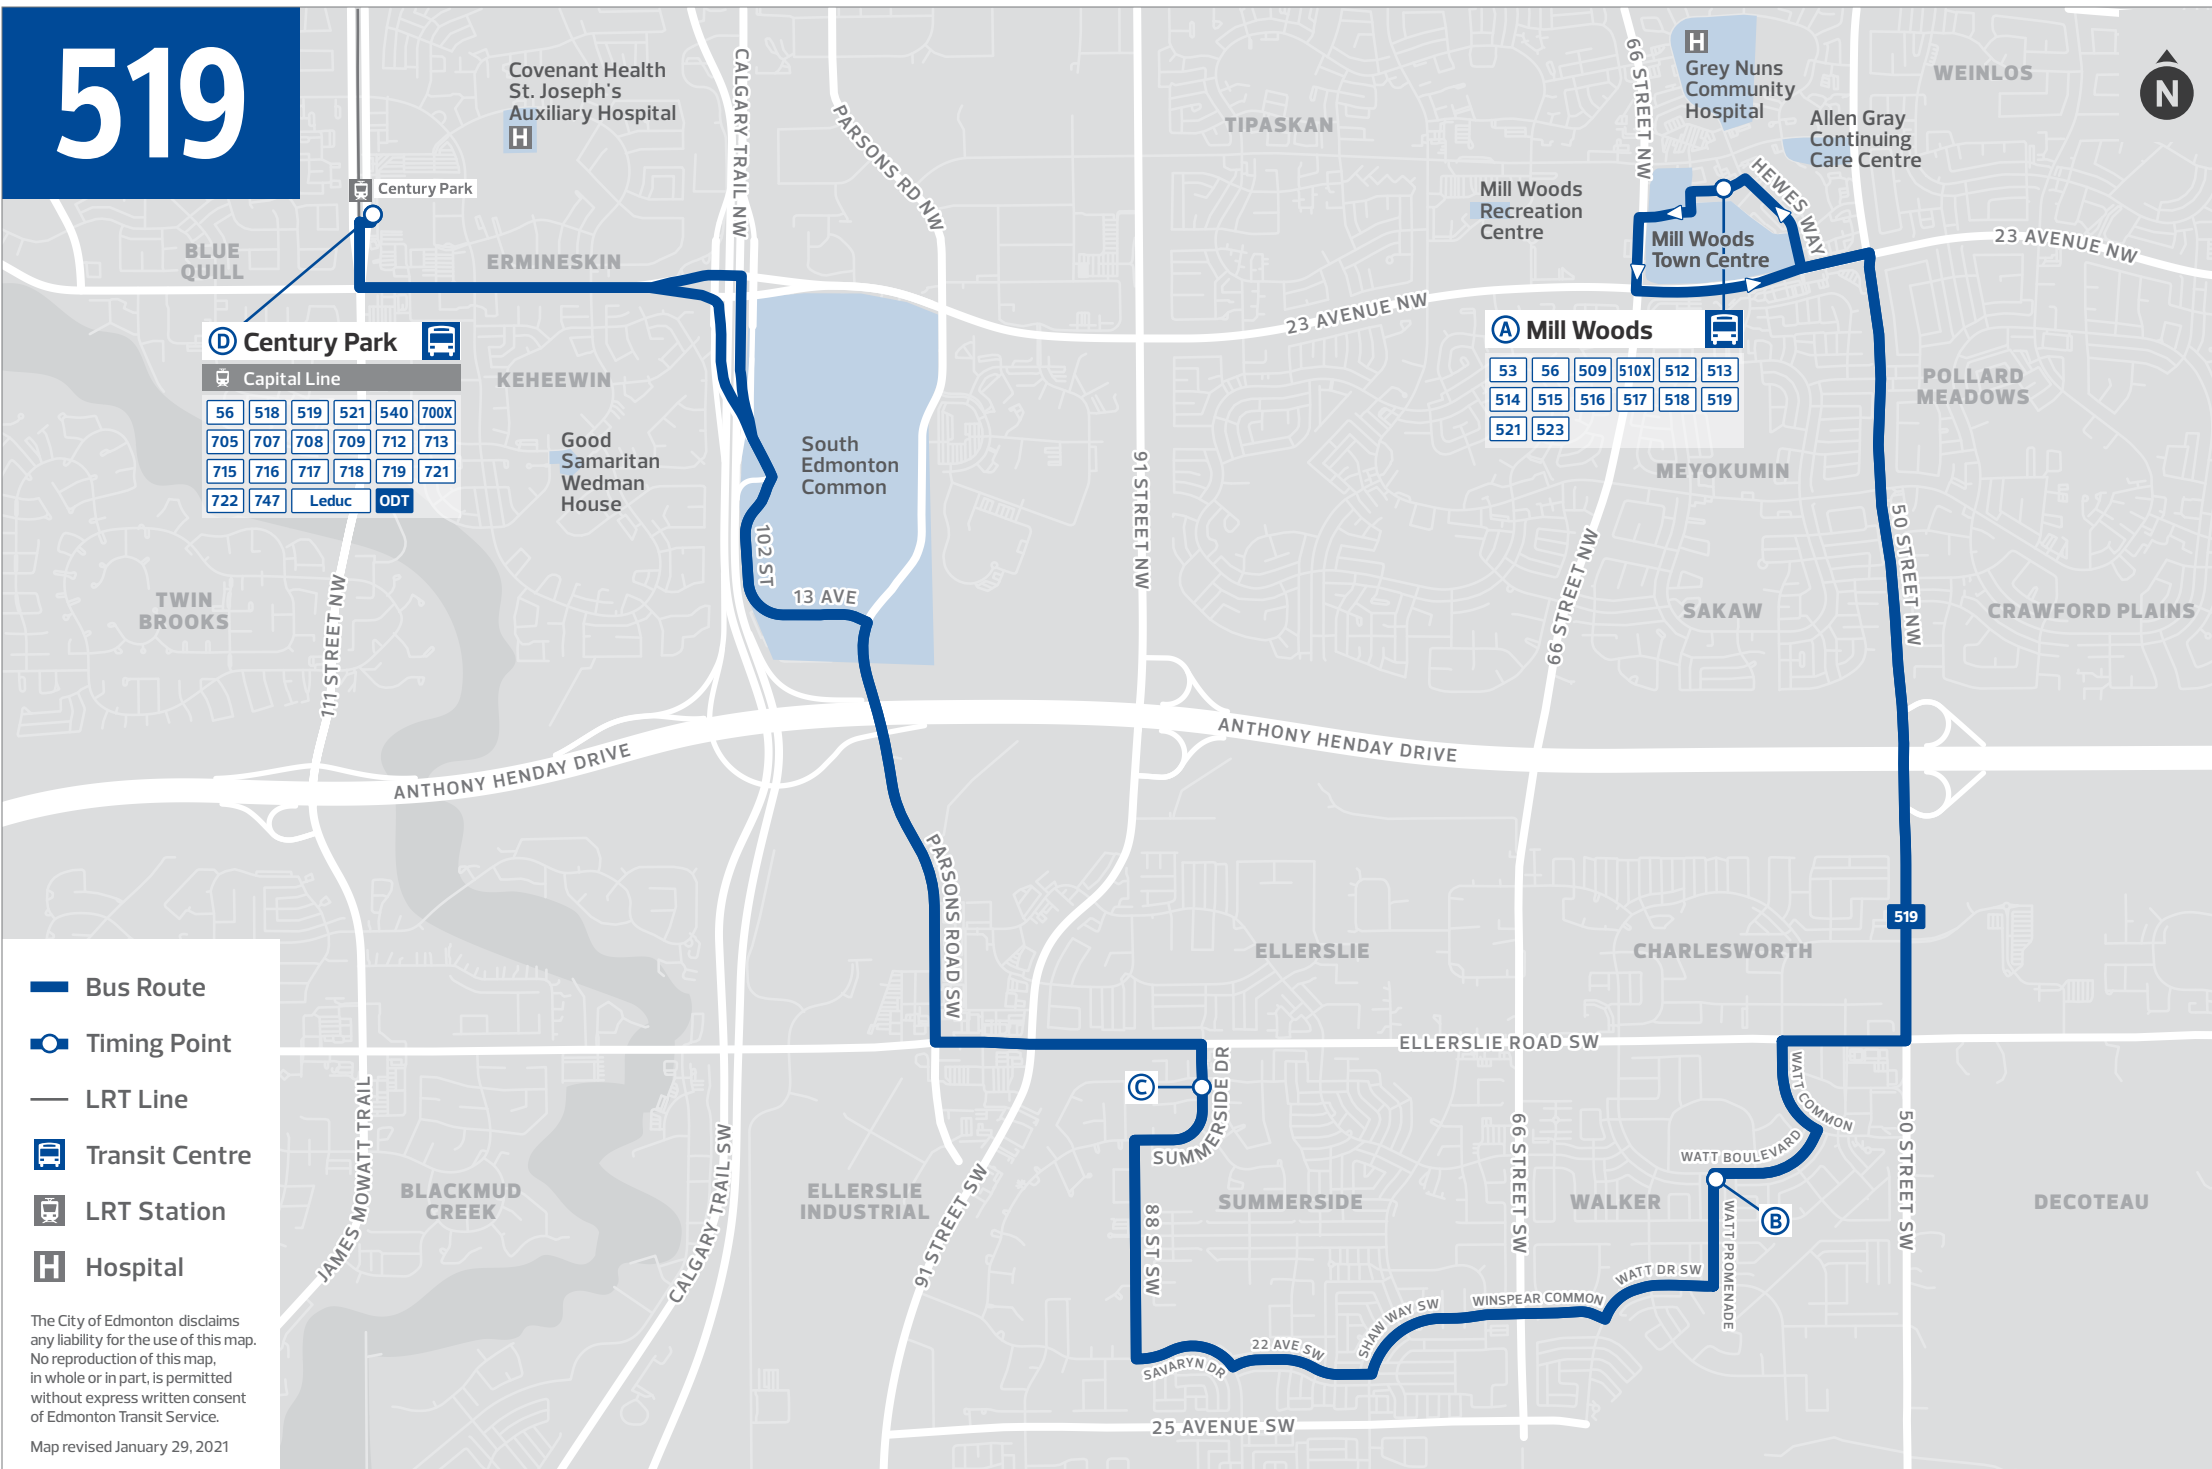 519
Covenant Health
St. Joseph's
Auxiliary Hospital
H
CALGARY TRAIL NW
PARSONS RD NW
TIPASKAN
66 STREET NW
H
Grey Nuns
Community
Hospital
WEINLOS
N
Allen Gray
Continuing
Care Centre
Century Park
Mill Woods
Recreation
Centre
HEWES WAY
Mill Woods
Town Centre
23 AVENUE NW
BLUE
QUILL
ERMINESKIN
23 AVENUE NW
D Century Park
Capital Line
56 518 519 521 540 700X
705 707 708 709 712 713
715 716 717 718 719 721
722 747 Leduc ODT
KEHEEWIN
A Mill Woods
53 56 509 510X 512 513
514 515 516 517 518 519
521 523
POLLARD
MEADOWS
Good
Samaritan
Wedman
House
South
Edmonton
Common
91 STREET NW
MEYOKUMIN
102 ST
13 AVE
66 STREET NW
50 STREET NW
TWIN
BROOKS
111 STREET NW
SAKAW
CRAWFORD PLAINS
ANTHONY HENDAY DRIVE
ANTHONY HENDAY DRIVE
PARSONS ROAD SW
519
ELLERSLIE
CHARLESWORTH
ELLERSLIE ROAD SW
C
SUMMERSIDE DR
WATT COMMON
WATT BOULEVARD
50 STREET SW
JAMES MOWATT TRAIL
CALGARY TRAIL SW
BLACKMUD
CREEK
ELLERSLIE
INDUSTRIAL
91 STREET SW
88 ST SW
SUMMERSIDE
66 STREET SW
WALKER
B
WATT PROMENADE
DECOTEAU
WATT DR SW
WINSPEAR COMMON
SHAW WAY SW
22 AVE SW
SAVARYN DR
25 AVENUE SW
Bus Route
Timing Point
LRT Line
Transit Centre
LRT Station
H Hospital
The City of Edmonton disclaims
any liability for the use of this map.
No reproduction of this map,
in whole or in part, is permitted
without express written consent
of Edmonton Transit Service.
Map revised January 29, 2021